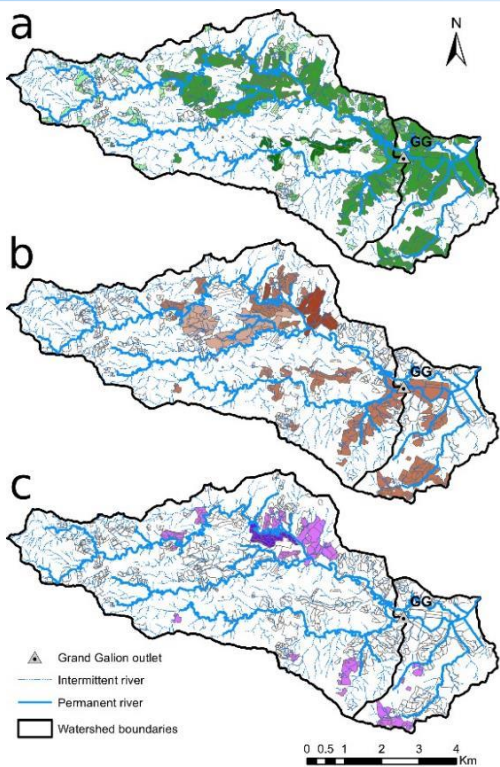 a
N
GG
b
GG
c
GG
Grand Galion outlet
Intermittent river
Permanent river
Watershed boundaries
0 0.5 1 2 3 4
Km